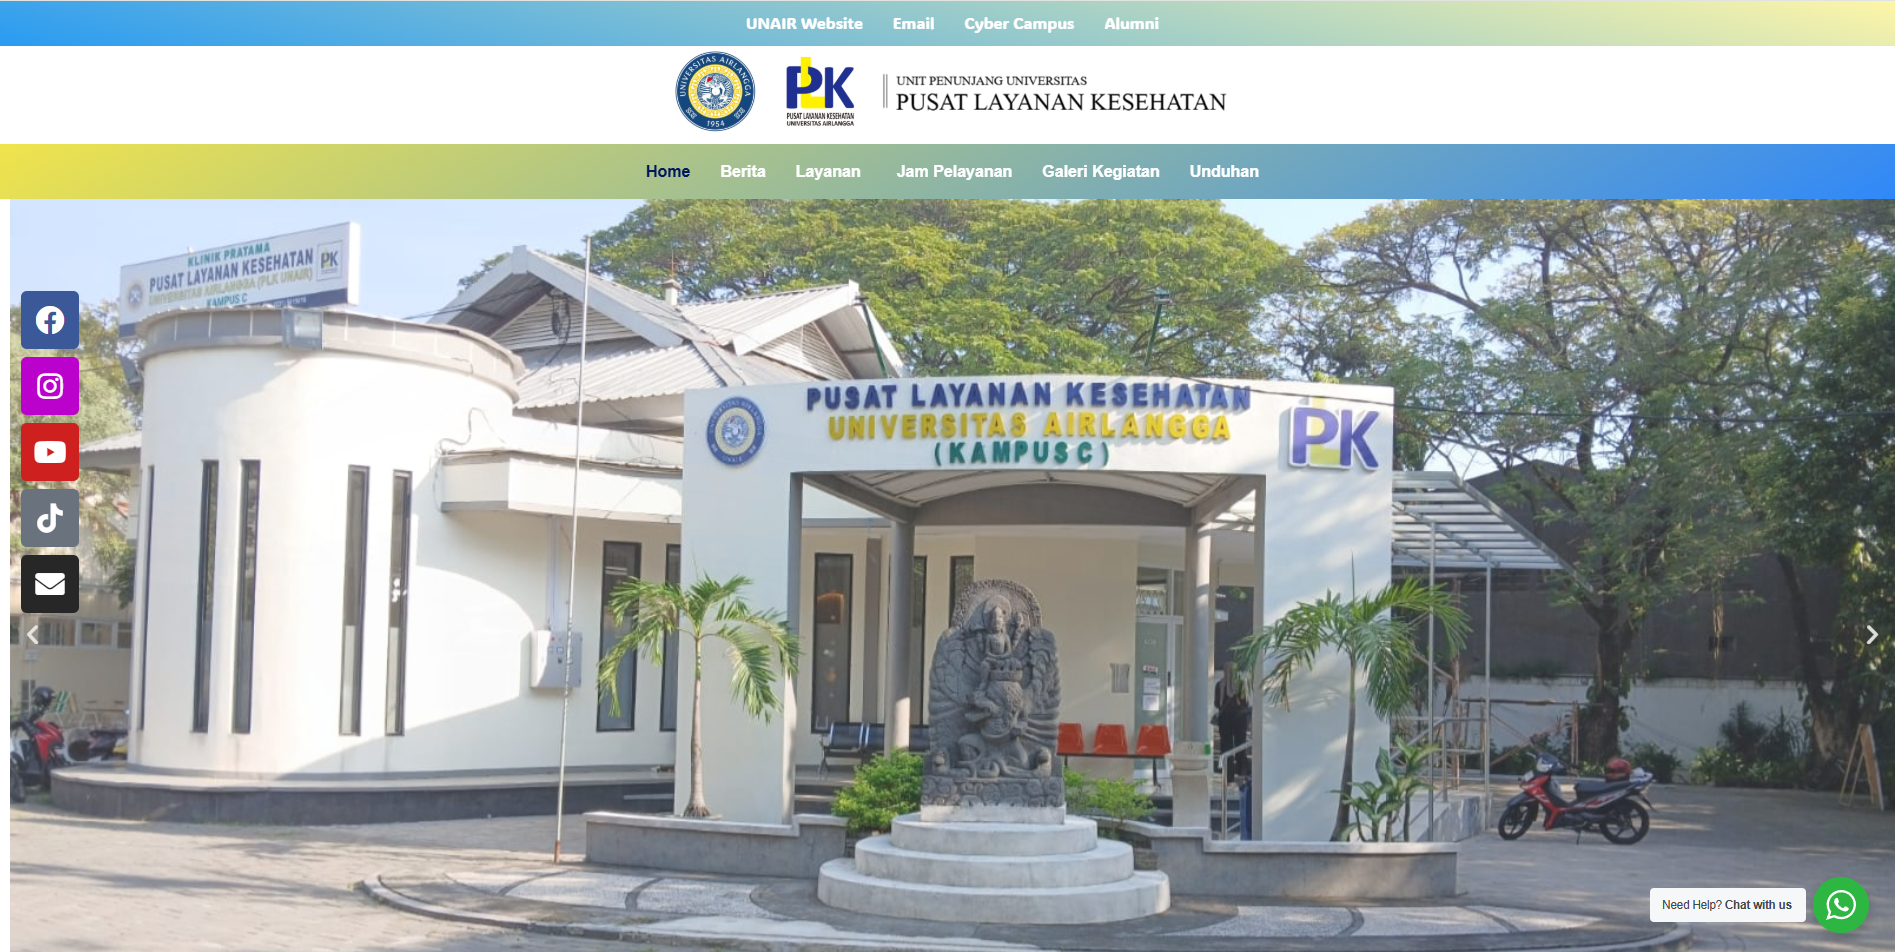 UNAIR Website Email Cyber Campus Alumni
UNIVERSITAS AIRLANGGA
1954
PLK
PUSAT LAYANAN KESEHATAN
UNIVERSITAS AIRLANGGA
UNIT PENUNJANG UNIVERSITAS
PUSAT LAYANAN KESEHATAN
Home Berita Layanan Jam Pelayanan Galeri Kegiatan Unduhan
KLINIK PRATAMA
PUSAT LAYANAN KESEHATAN
UNIVERSITAS AIRLANGGA (PLK UNAIR)
KAMPUS C
PLK
PUSAT LAYANAN KESEHATAN
UNIVERSITAS AIRLANGGA
(KAMPUS C)
PLK
Need Help? Chat with us